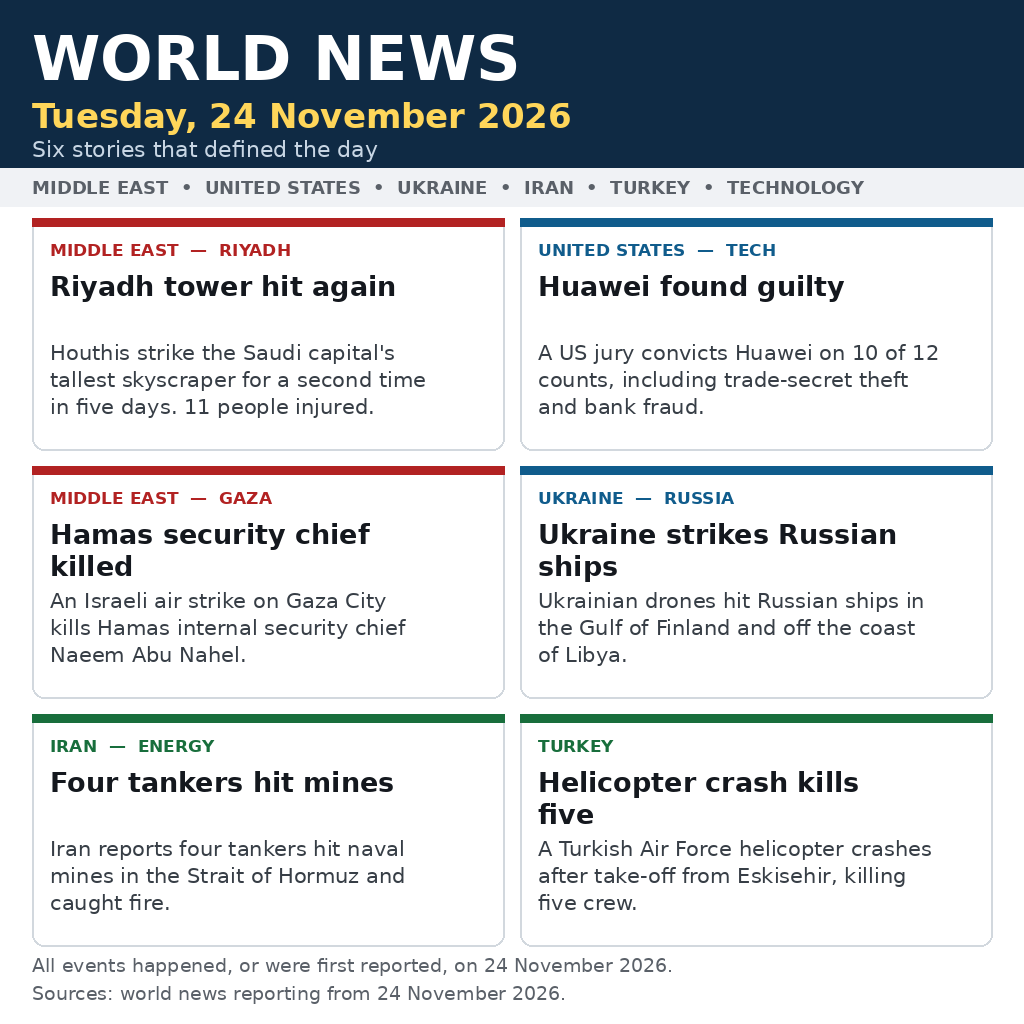 WORLD NEWS
Tuesday, 24 November 2026
Six stories that defined the day
MIDDLE EAST • UNITED STATES • UKRAINE • IRAN • TURKEY • TECHNOLOGY
MIDDLE EAST — RIYADH
Riyadh tower hit again
Houthis strike the Saudi capital's
tallest skyscraper for a second time
in five days. 11 people injured.
UNITED STATES — TECH
Huawei found guilty
A US jury convicts Huawei on 10 of 12
counts, including trade-secret theft
and bank fraud.
MIDDLE EAST — GAZA
Hamas security chief
killed
An Israeli air strike on Gaza City
kills Hamas internal security chief
Naeem Abu Nahel.
UKRAINE — RUSSIA
Ukraine strikes Russian
ships
Ukrainian drones hit Russian ships in
the Gulf of Finland and off the coast
of Libya.
IRAN — ENERGY
Four tankers hit mines
Iran reports four tankers hit naval
mines in the Strait of Hormuz and
caught fire.
TURKEY
Helicopter crash kills
five
A Turkish Air Force helicopter crashes
after take-off from Eskisehir, killing
five crew.
All events happened, or were first reported, on 24 November 2026.
Sources: world news reporting from 24 November 2026.